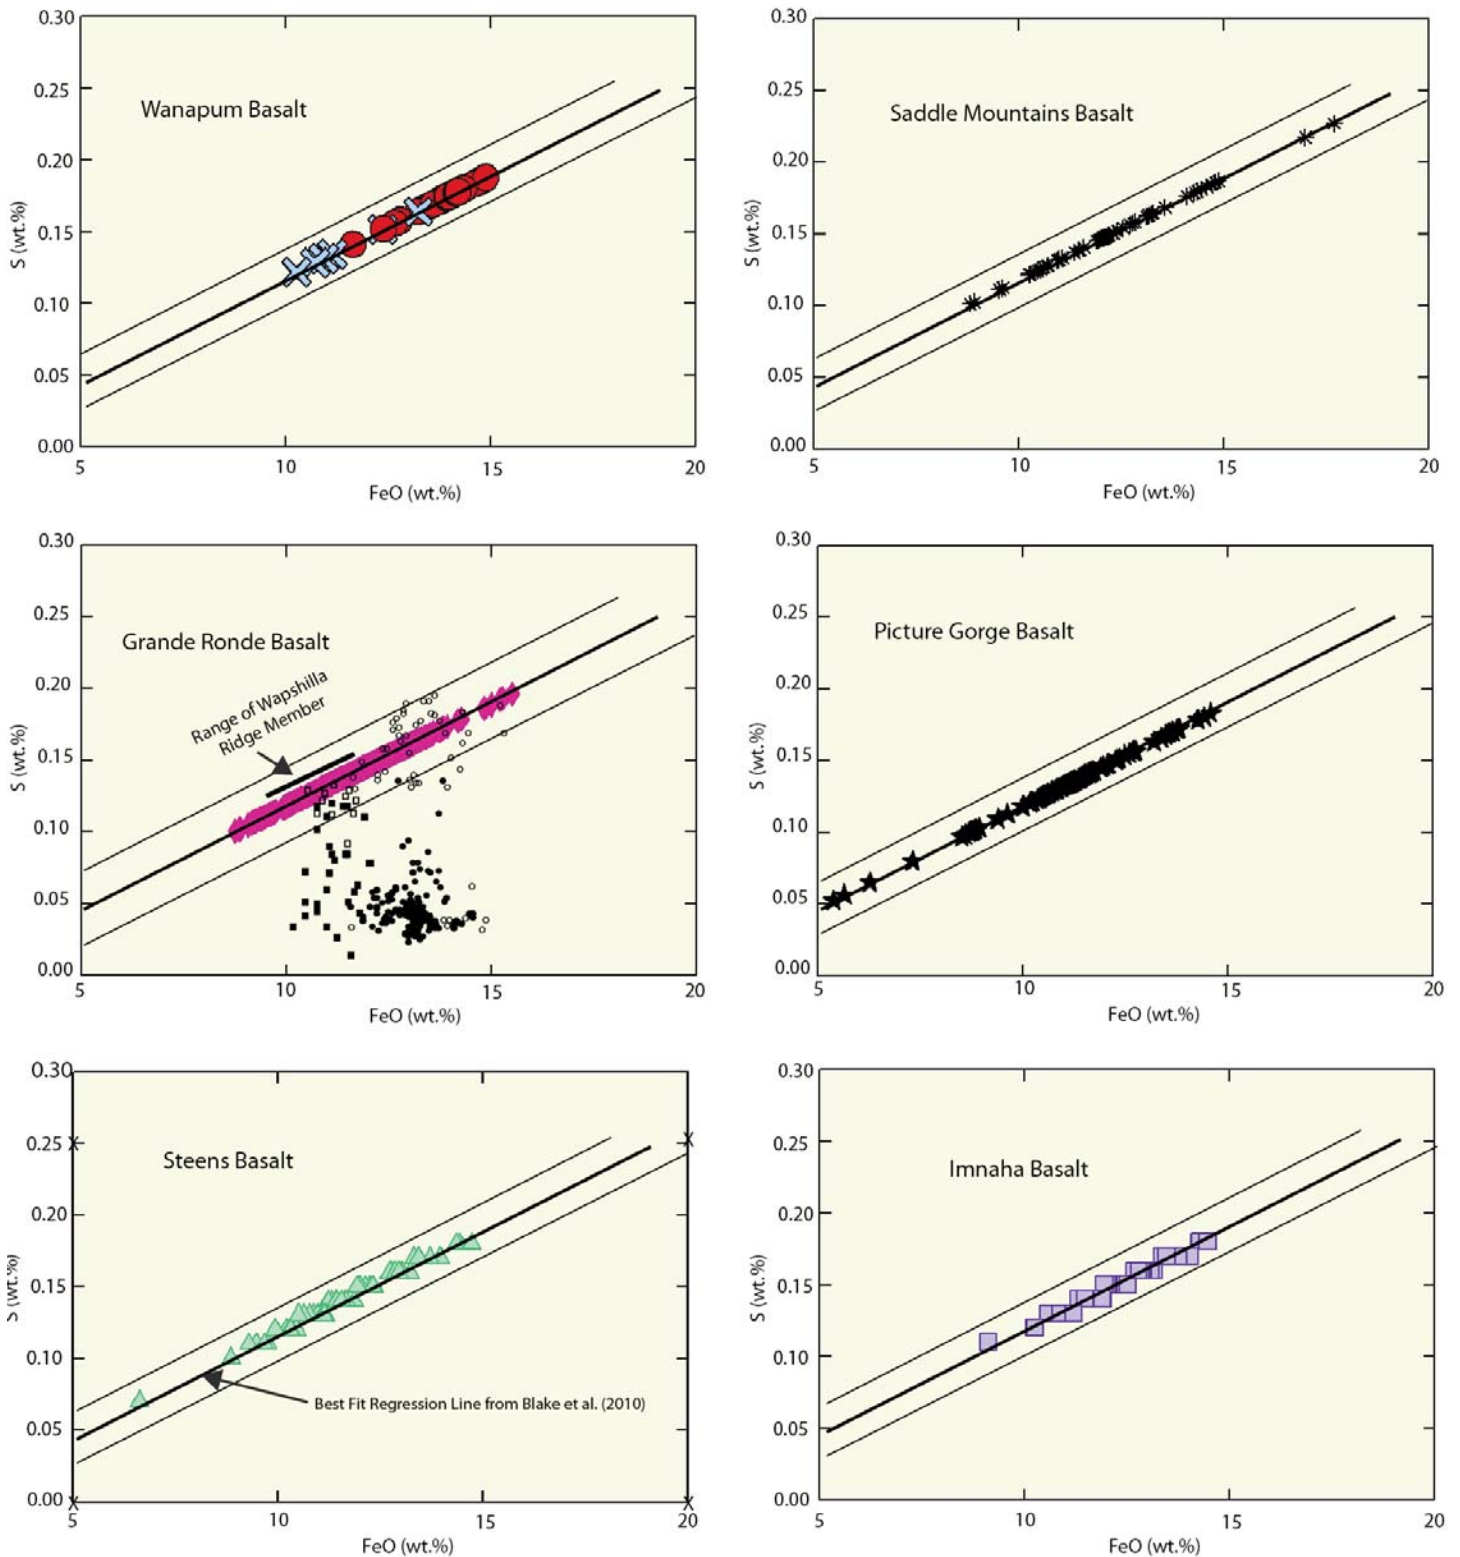 0.30
0.25
0.20
0.15
0.10
0.05
0.00
S (wt.%)
Wanapum Basalt
5 10 15 20
FeO (wt.%)
0.30
0.25
0.20
0.15
0.10
0.05
0.00
S (wt.%)
Saddle Mountains Basalt
5 10 15 20
FeO (wt.%)
0.30
0.25
0.20
0.15
0.10
0.05
0.00
S (wt.%)
Grande Ronde Basalt
Range of Wapshilla
Ridge Member
5 10 15 20
FeO (wt.%)
0.30
0.25
0.20
0.15
0.10
0.05
0.00
S (wt.%)
Picture Gorge Basalt
5 10 15 20
FeO (wt.%)
0.30
0.25
0.20
0.15
0.10
0.05
0.00
S (wt.%)
Steens Basalt
Best Fit Regression Line from Blake et al. (2010)
5 10 15 20
FeO (wt.%)
0.30
0.25
0.20
0.15
0.10
0.05
0.00
S (wt.%)
Imnaha Basalt
5 10 15 20
FeO (wt.%)